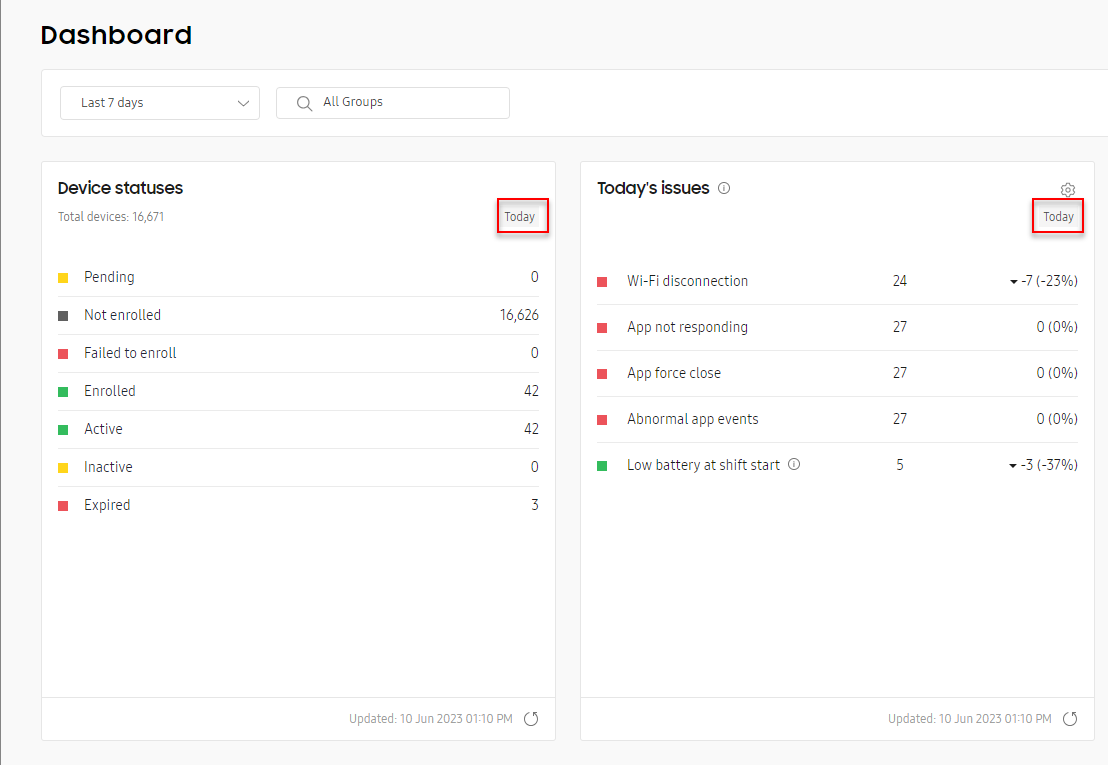 Dashboard
Last 7 days
All Groups
Device statuses
Total devices: 16,671
Today
Pending 0
Not enrolled 16,626
Failed to enroll 0
Enrolled 42
Active 42
Inactive 0
Expired 3
Updated: 10 Jun 2023 01:10 PM
Today's issues
Today
Wi-Fi disconnection 24 -7 (-23%)
App not responding 27 0 (0%)
App force close 27 0 (0%)
Abnormal app events 27 0 (0%)
Low battery at shift start 5 -3 (-37%)
Updated: 10 Jun 2023 01:10 PM